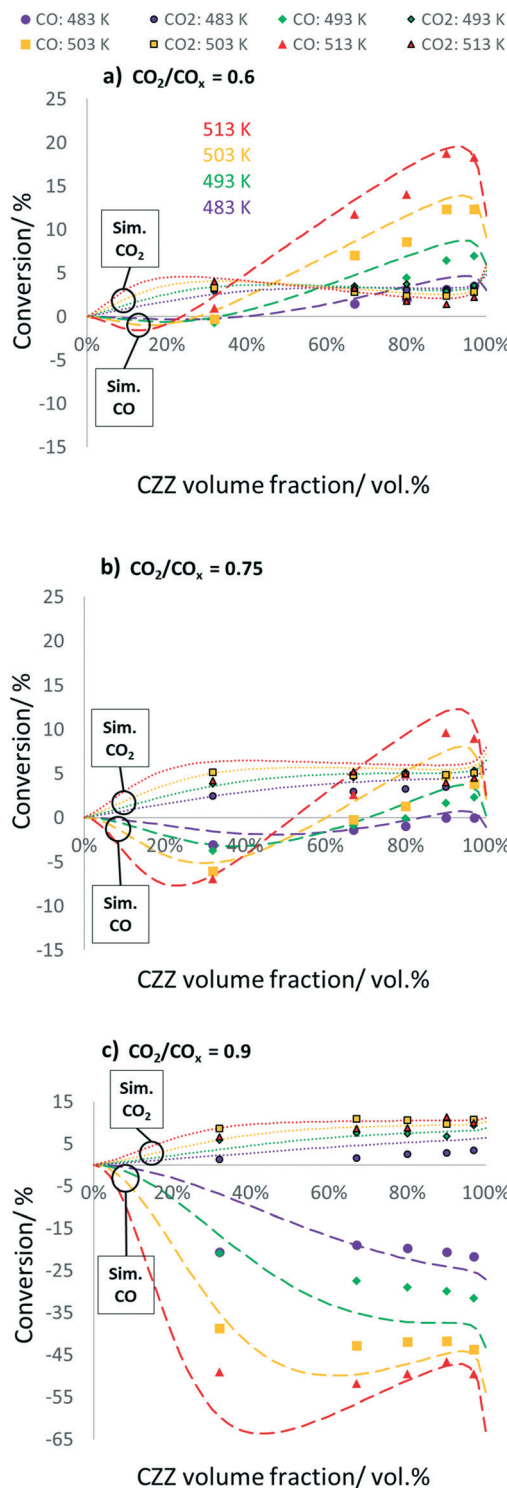 CO: 483 K CO2: 483 K CO: 493 K CO2: 493 K
CO: 503 K CO2: 503 K CO: 513 K CO2: 513 K
a) CO₂/COₓ = 0.6
25
20
15
10
5
0
-5
-10
-15
Conversion/ %
513 K
503 K
493 K
483 K
Sim.
CO₂
Sim.
CO
0% 20% 40% 60% 80% 100%
CZZ volume fraction/ vol.%
b) CO₂/COₓ = 0.75
25
20
15
10
5
0
-5
-10
-15
Conversion/ %
Sim.
CO₂
Sim.
CO
0% 20% 40% 60% 80% 100%
CZZ volume fraction/ vol.%
c) CO₂/COₓ = 0.9
15
5
-5
-15
-25
-35
-45
-55
-65
Conversion/ %
Sim.
CO₂
Sim.
CO
0% 20% 40% 60% 80% 100%
CZZ volume fraction/ vol.%